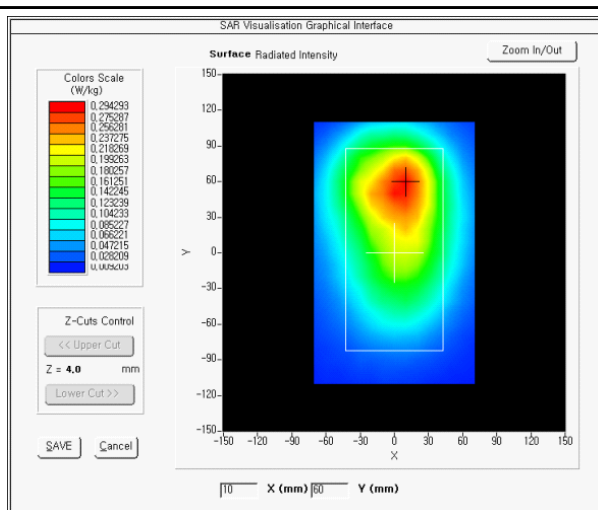 SAR Visualisation Graphical Interface
Surface Radiated Intensity
Zoom In/Out
Colors Scale
(W/kg)
0.294293
0.275287
0.256281
0.237275
0.218269
0.199263
0.180257
0.161251
0.142245
0.123239
0.104233
0.085227
0.066221
0.047215
0.028209
0.009203
Z-Cuts Control
<< Upper Cut
Z = 4.0 mm
Lower Cut >>
SAVE Cancel
150
120
90
60
30
0
-30
-60
-90
-120
-150
Y
-150 -120 -90 -60 -30 0 30 60 90 120 150
X
10 X (mm) 60 Y (mm)